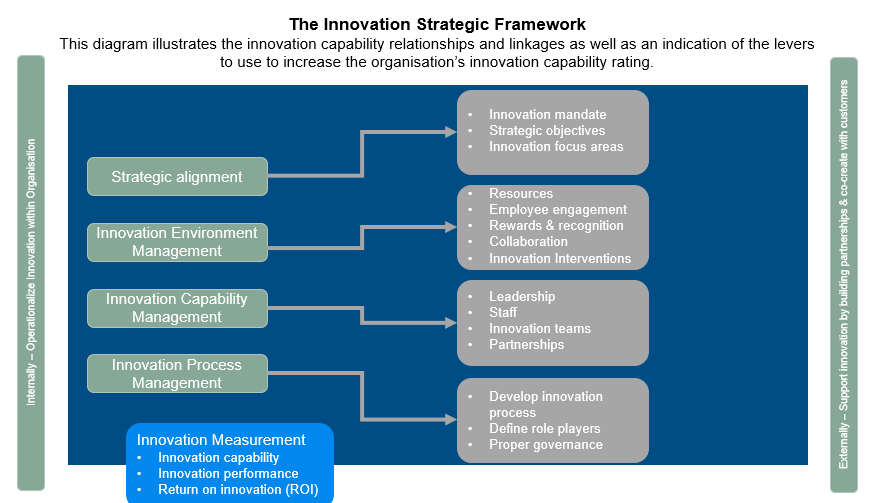 The Innovation Strategic Framework
This diagram illustrates the innovation capability relationships and linkages as well as an indication of the levers
to use to increase the organisation’s innovation capability rating.
Internally – Operationalize Innovation within Organisation
Strategic alignment
• Innovation mandate
• Strategic objectives
• Innovation focus areas
Innovation Environment
Management
• Resources
• Employee engagement
• Rewards & recognition
• Collaboration
• Innovation Interventions
Innovation Capability
Management
• Leadership
• Staff
• Innovation teams
• Partnerships
Innovation Process
Management
• Develop innovation
process
• Define role players
• Proper governance
Innovation Measurement
• Innovation capability
• Innovation performance
• Return on innovation (ROI)
Externally – Support innovation by building partnerships & co-create with customers